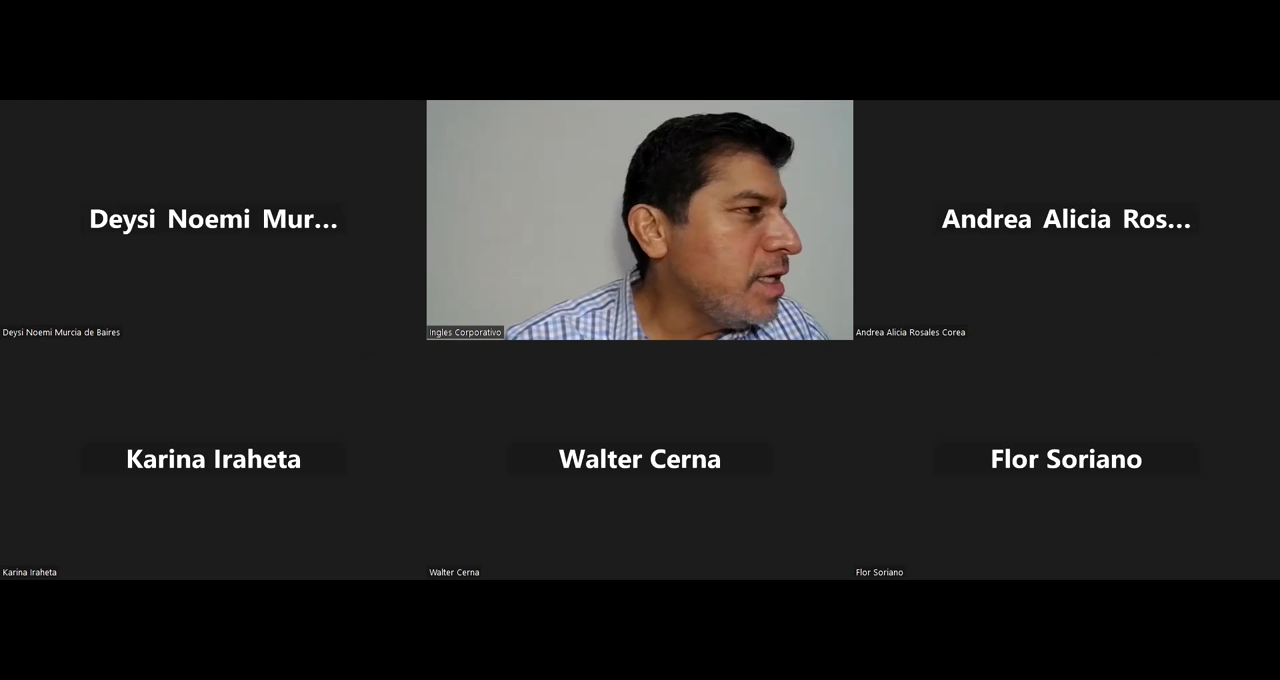 Deysi Noemi Mur...
Andrea Alicia Ros...
Deysi Noemi Murcia de Baires
Ingles Corporativo
Andrea Alicia Rosales Corea
Karina Iraheta
Walter Cerna
Flor Soriano
Karina Iraheta
Walter Cerna
Flor Soriano